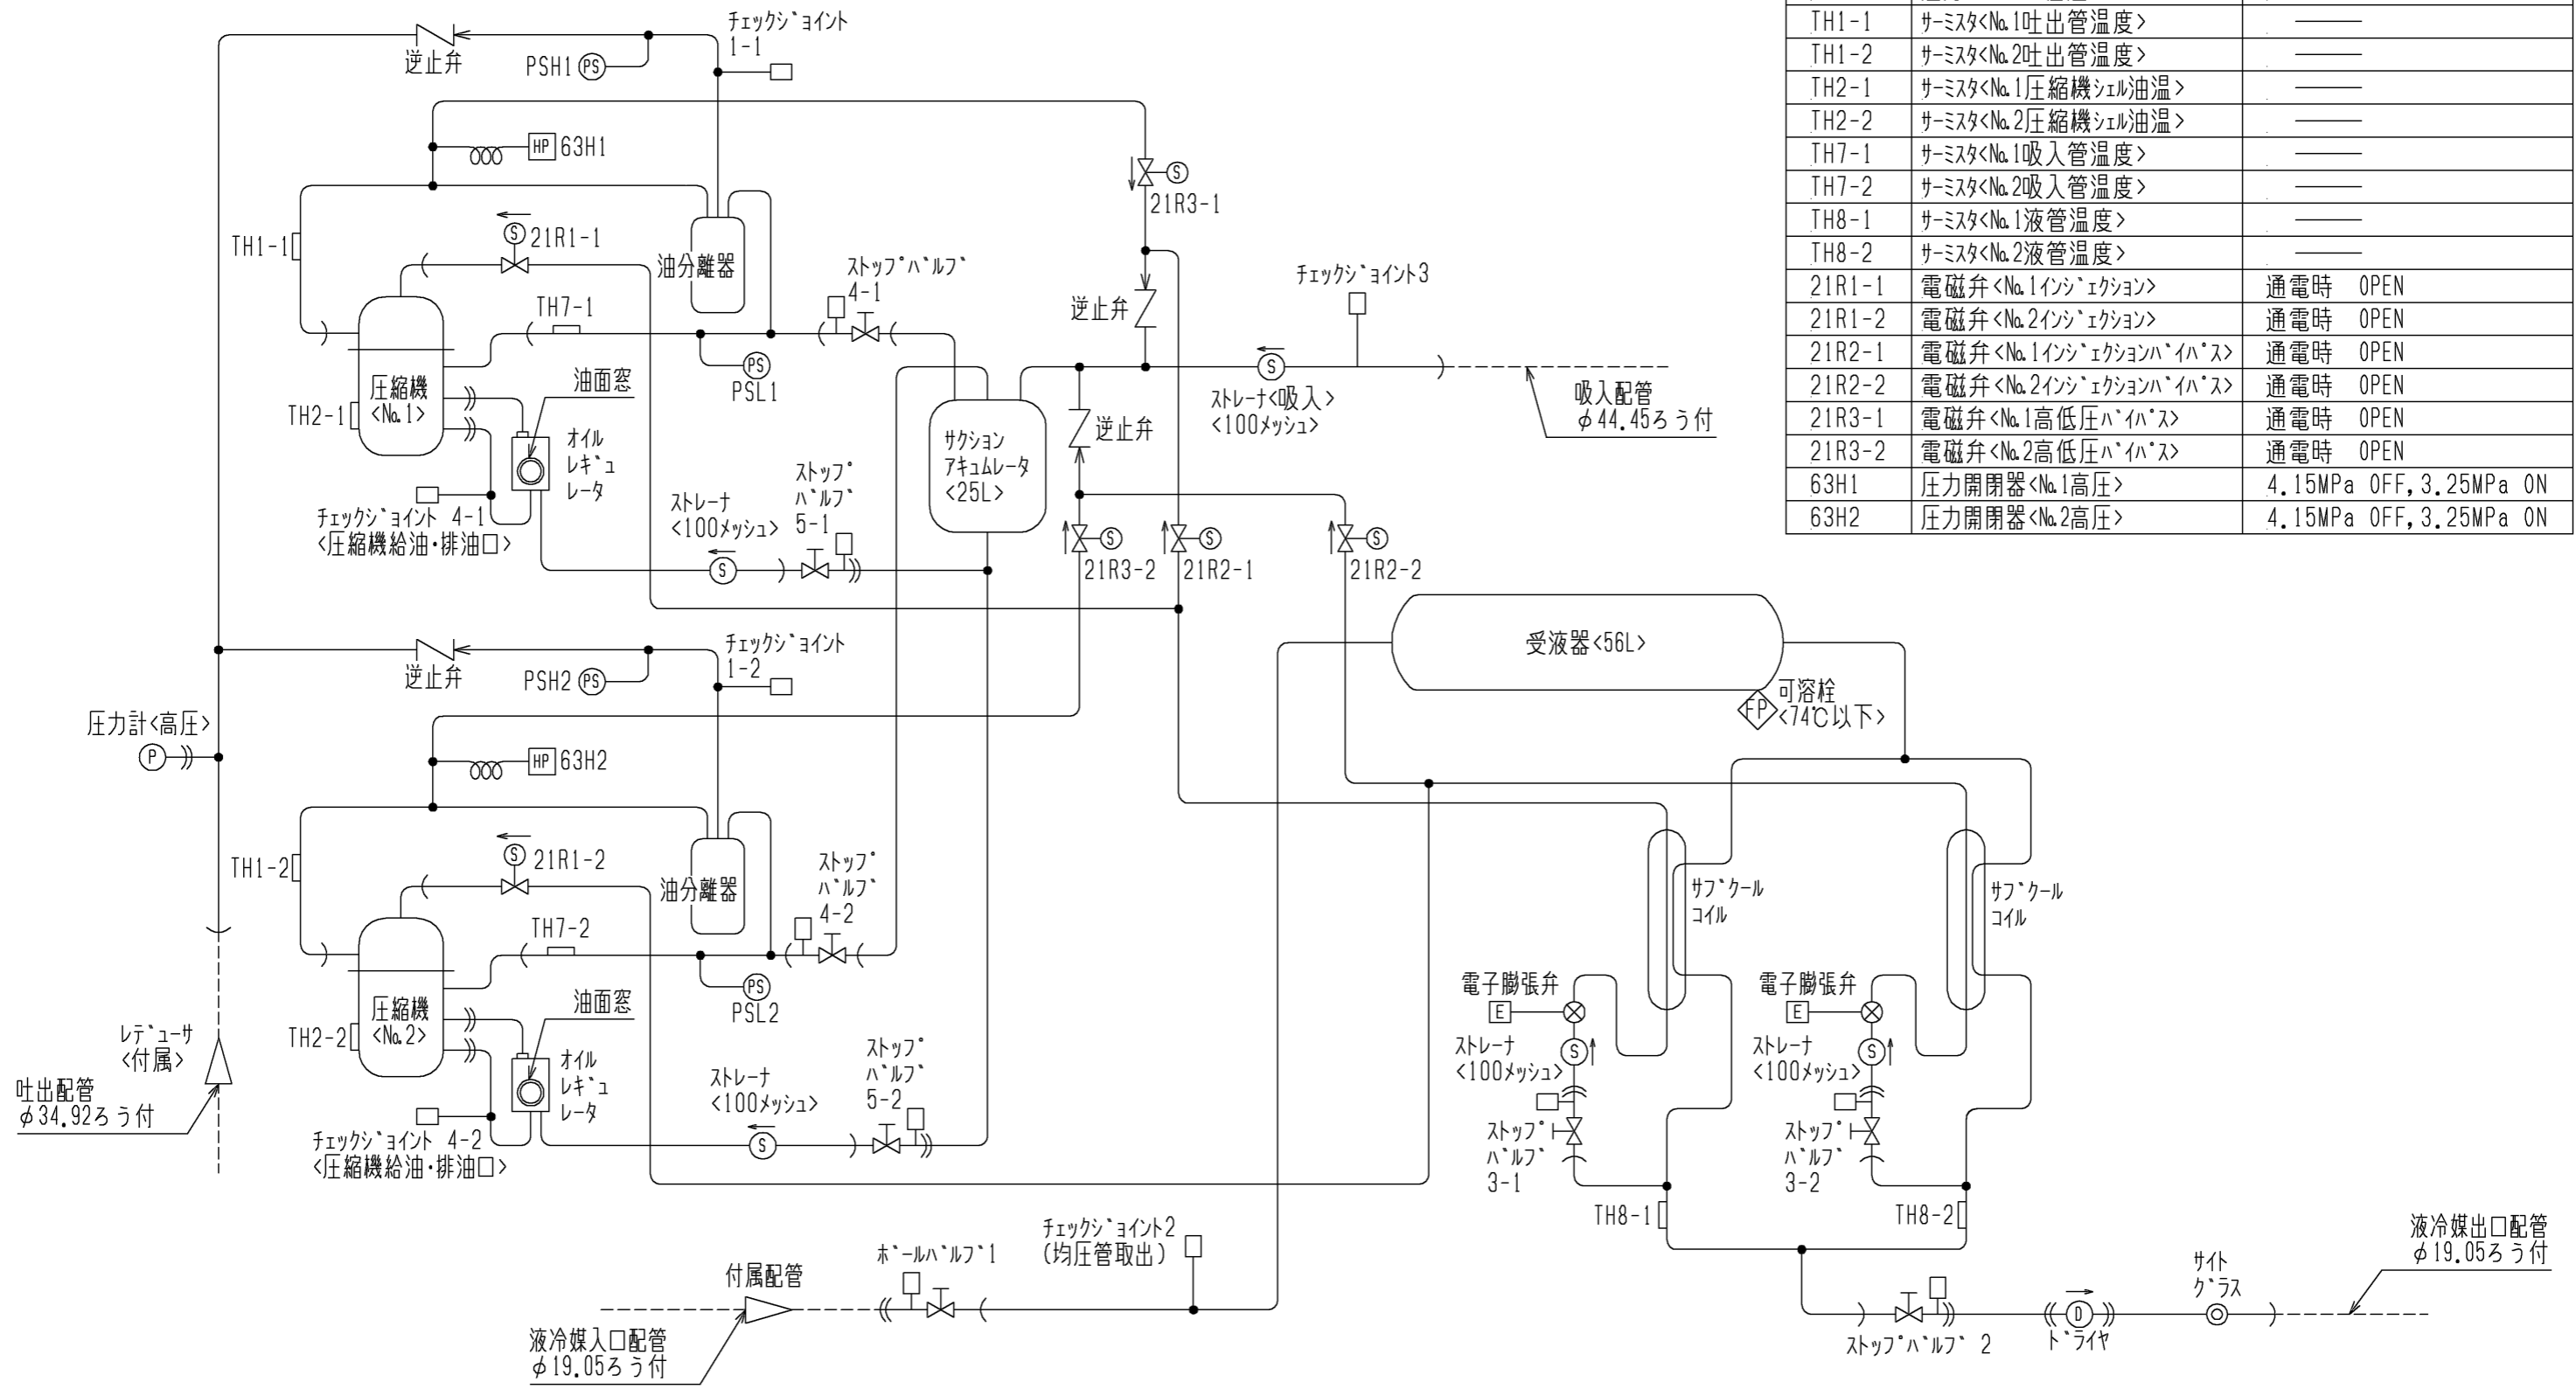 チェックジョイント
1-1
逆止弁
PSH1
PS
HP
63H1
S
21R3-1
TH1-1
S
21R1-1
油分離器
ストップバルブ
4-1
チェックジョイント3
TH7-1
逆止弁
PS
PSL1
圧縮機
<No.1>
TH2-1
油面窓
オイル
レギュ
レータ
サクション
アキュムレータ
<25L>
逆止弁
S
ストレーナ<吸入>
<100メッシュ>
吸入配管
φ44.45ろう付
チェックジョイント 4-1
<圧縮機給油・排油口>
ストレーナ
<100メッシュ>
S
ストップ
バルブ
5-1
S
21R3-2
S
21R2-1
S
21R2-2
TH1-1 サーミスタ<No.1吐出管温度> ――
TH1-2 サーミスタ<No.2吐出管温度> ――
TH2-1 サーミスタ<No.1圧縮機シェル油温> ――
TH2-2 サーミスタ<No.2圧縮機シェル油温> ――
TH7-1 サーミスタ<No.1吸入管温度> ――
TH7-2 サーミスタ<No.2吸入管温度> ――
TH8-1 サーミスタ<No.1液管温度> ――
TH8-2 サーミスタ<No.2液管温度> ――
21R1-1 電磁弁<No.1インジェクション> 通電時 OPEN
21R1-2 電磁弁<No.2インジェクション> 通電時 OPEN
21R2-1 電磁弁<No.1インジェクションバイパス> 通電時 OPEN
21R2-2 電磁弁<No.2インジェクションバイパス> 通電時 OPEN
21R3-1 電磁弁<No.1高低圧バイパス> 通電時 OPEN
21R3-2 電磁弁<No.2高低圧バイパス> 通電時 OPEN
63H1 圧力開閉器<No.1高圧> 4.15MPa OFF,3.25MPa ON
63H2 圧力開閉器<No.2高圧> 4.15MPa OFF,3.25MPa ON
チェックジョイント
1-2
逆止弁
PSH2
PS
圧力計<高圧>
P
HP
63H2
受液器<56L>
FP
可溶栓
<74℃以下>
TH1-2
S
21R1-2
油分離器
ストップ
バルブ
4-2
TH7-2
PS
PSL2
圧縮機
<No.2>
TH2-2
油面窓
オイル
レギュ
レータ
チェックジョイント 4-2
<圧縮機給油・排油口>
ストレーナ
<100メッシュ>
S
ストップ
バルブ
5-2
レデューサ
<付属>
吐出配管
φ34.92ろう付
サブクール
コイル
サブクール
コイル
電子膨張弁
E
ストレーナ
<100メッシュ>
S
ストップ
バルブ
3-1
TH8-1
電子膨張弁
E
ストレーナ
<100メッシュ>
S
ストップ
バルブ
3-2
TH8-2
付属配管
液冷媒入口配管
φ19.05ろう付
ボールバルブ1
チェックジョイント2
(均圧管取出)
ストップバルブ 2
D
ドライヤ
サイト
グラス
液冷媒出口配管
φ19.05ろう付